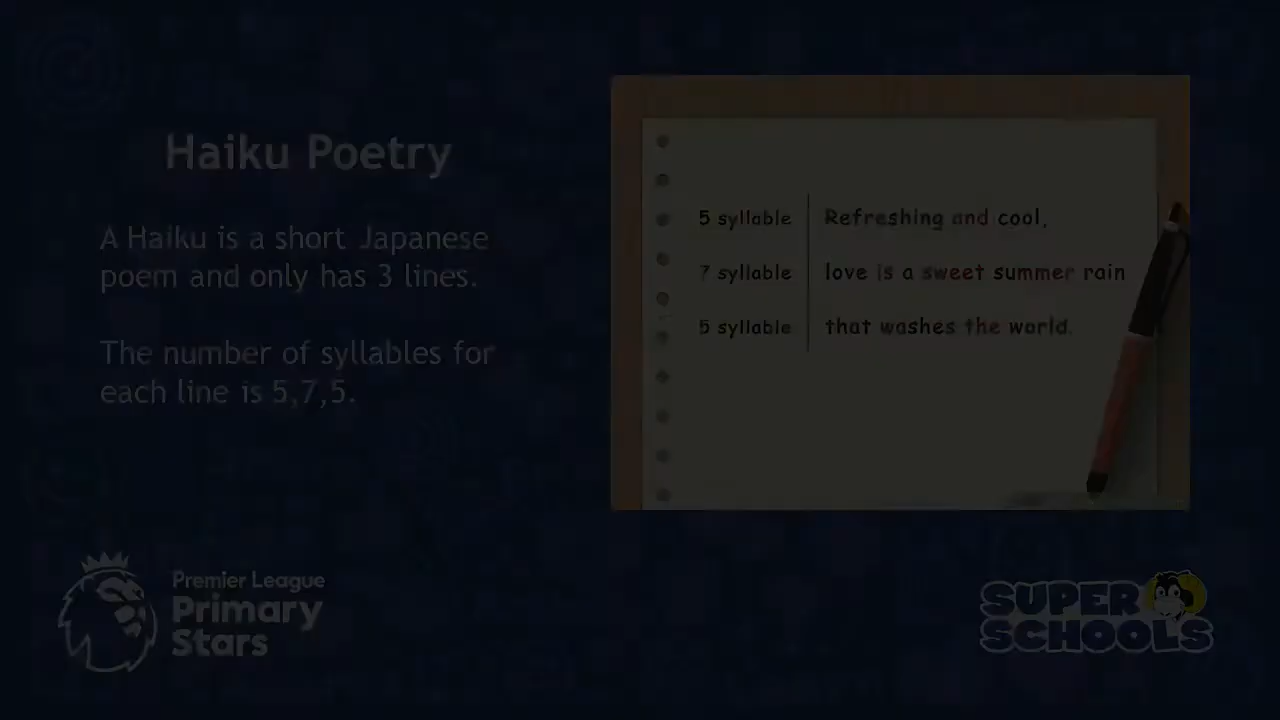 Haiku Poetry
A Haiku is a short Japanese
poem and only has 3 lines.
The number of syllables for
each line is 5,7,5.
5 syllable Refreshing and cool,
7 syllable love is a sweet summer rain
5 syllable that washes the world.
Premier League
Primary
Stars
SUPER
SCHOOLS